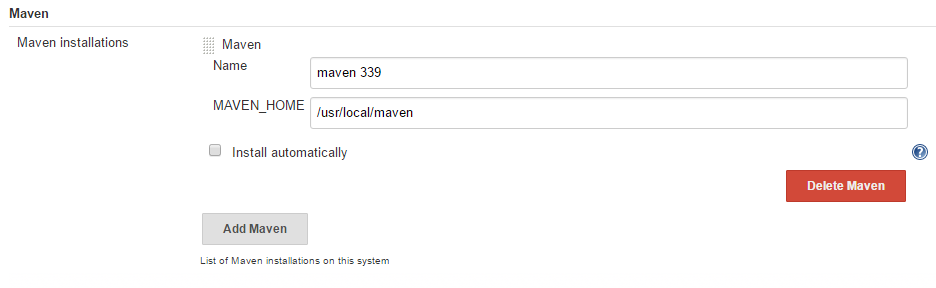 Maven
Maven installations
Maven
Name
maven 339
MAVEN_HOME
/usr/local/maven
Install automatically
?
Delete Maven
Add Maven
List of Maven installations on this system